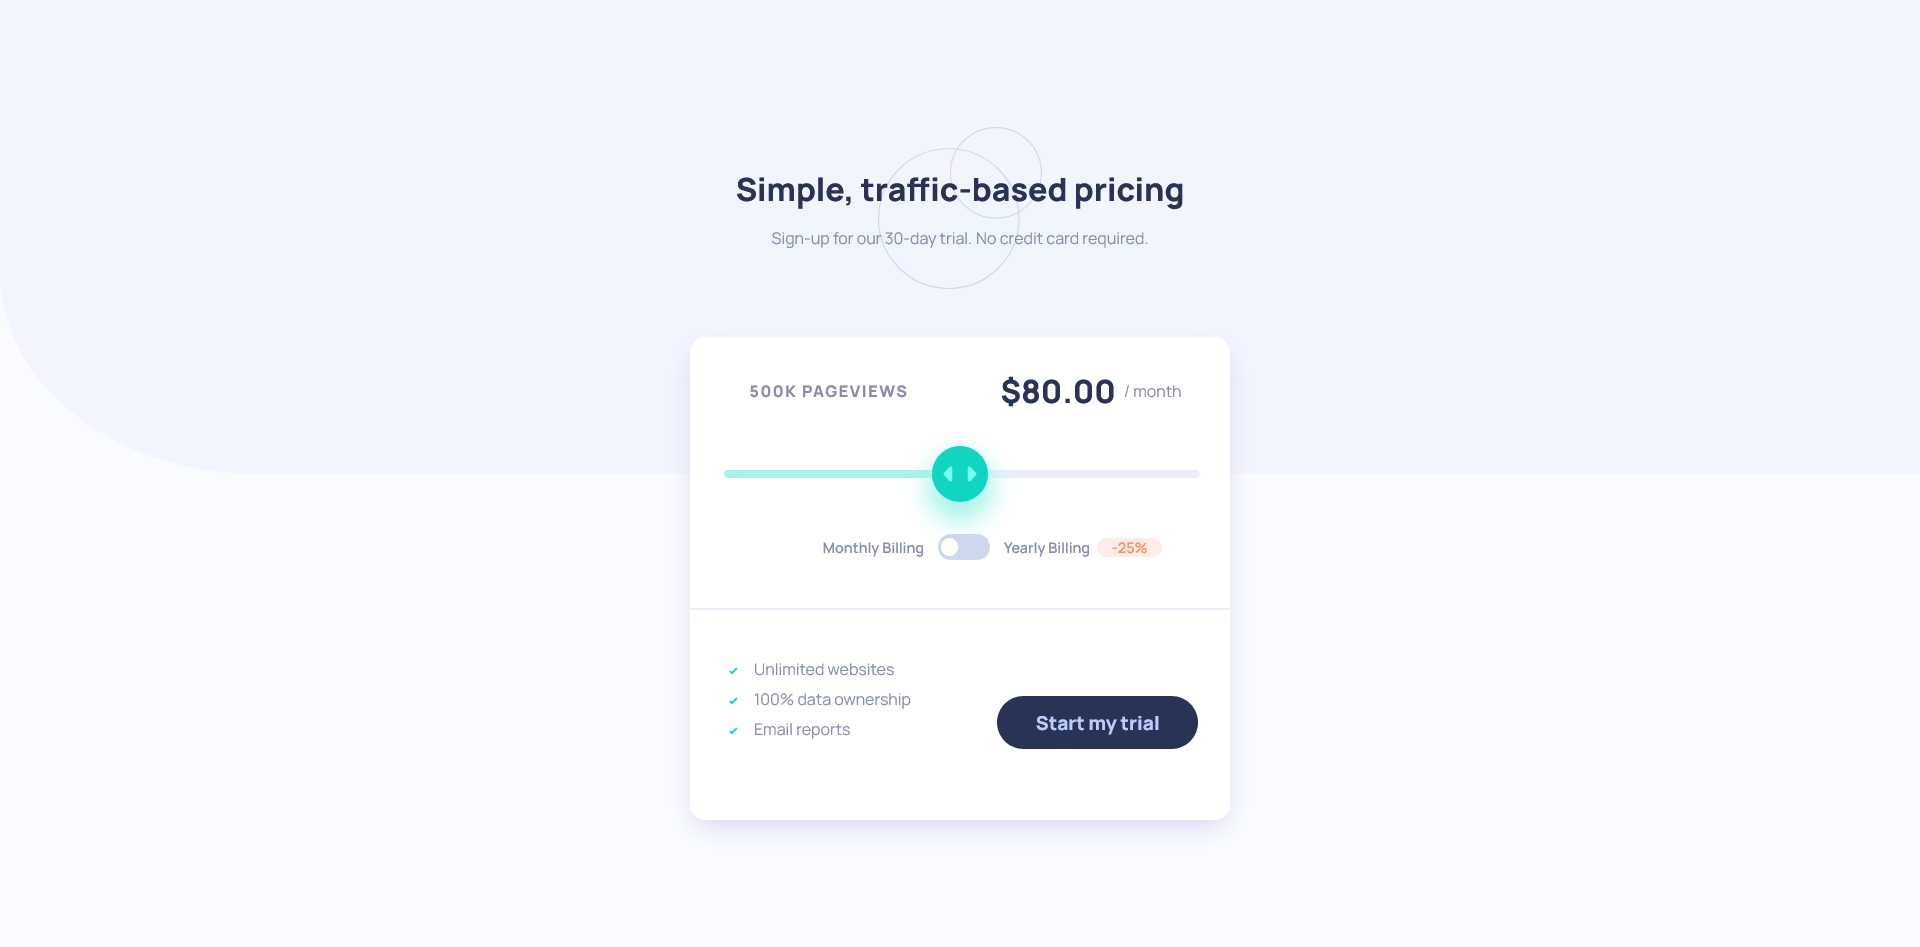 Simple, traffic-based pricing
Sign-up for our 30-day trial. No credit card required.
500K PAGEVIEWS $80.00 / month
Monthly Billing Yearly Billing -25%
Unlimited websites
100% data ownership
Email reports
Start my trial